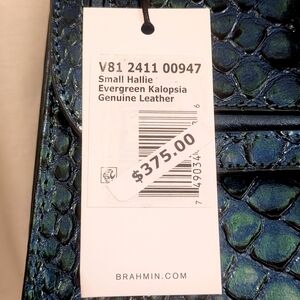 V81 2411 00947
Small Hallie
Evergreen Kalopsia
Genuine Leather
$375.00
BRAHMIN.COM